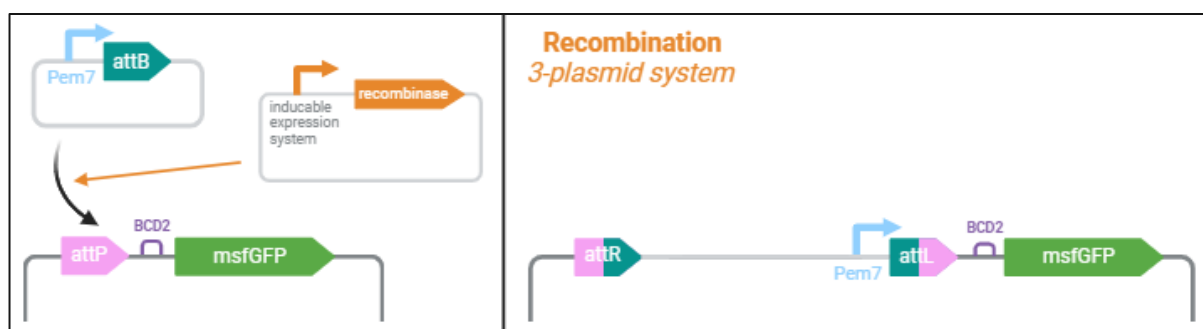 Pem7
attB
inducable
expression
system
recombinase
attP
BCD2
msfGFP
Recombination
3-plasmid system
attR
Pem7
attL
BCD2
msfGFP